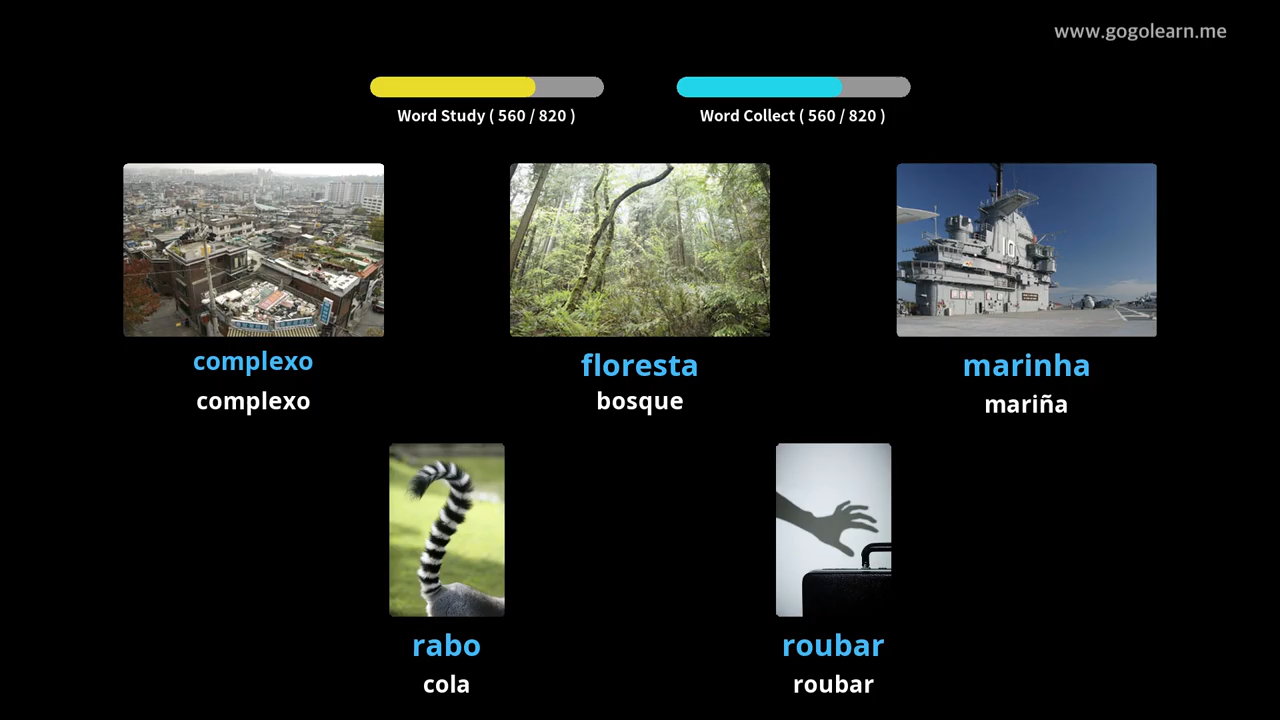 www.gogolearn.me
Word Study ( 560 / 820 )
Word Collect ( 560 / 820 )
10
complexo
complexo
floresta
bosque
marinha
mariña
rabo
cola
roubar
roubar